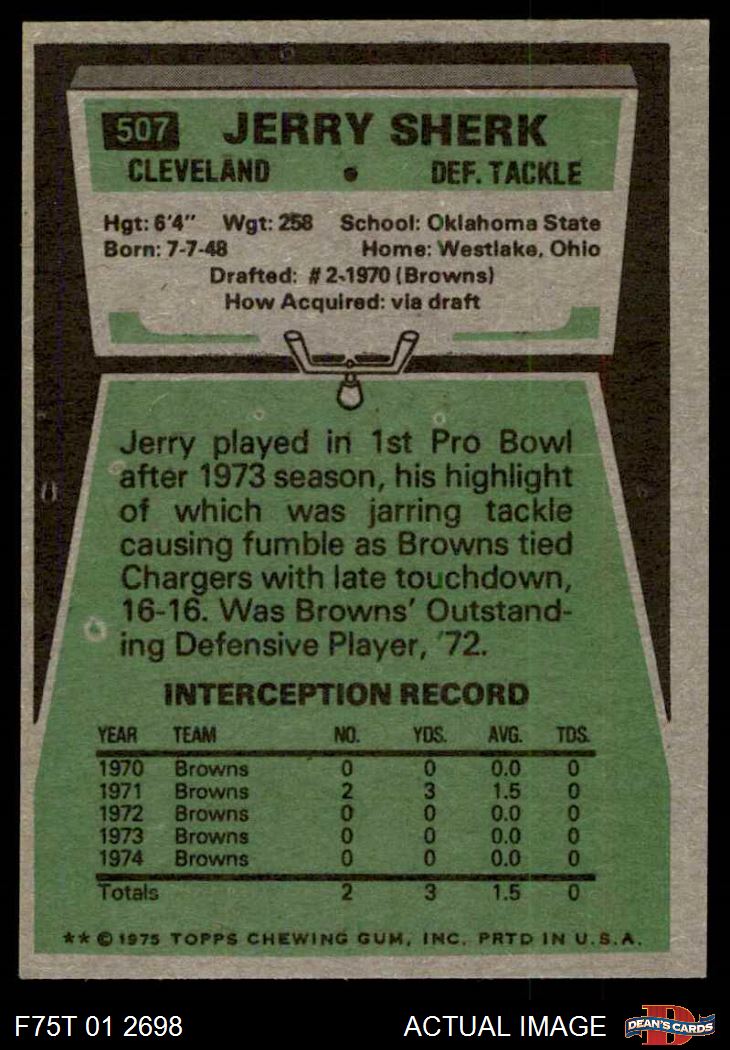 507 JERRY SHERK
CLEVELAND • DEF. TACKLE
Hgt: 6'4" Wgt: 258 School: Oklahoma State
Born: 7-7-48 Home: Westlake, Ohio
Drafted: #2-1970 (Browns)
How Acquired: via draft
Jerry played in 1st Pro Bowl
after 1973 season, his highlight
of which was jarring tackle
causing fumble as Browns tied
Chargers with late touchdown,
16-16. Was Browns' Outstand-
ing Defensive Player, '72.
INTERCEPTION RECORD
YEAR TEAM NO. YDS. AVG. TDS.
1970 Browns 0 0 0.0 0
1971 Browns 2 3 1.5 0
1972 Browns 0 0 0.0 0
1973 Browns 0 0 0.0 0
1974 Browns 0 0 0.0 0
Totals 2 3 1.5 0
** © 1975 TOPPS CHEWING GUM, INC. PRTD IN U.S.A.
F75T 01 2698 ACTUAL IMAGE D DEAN'S CARDS